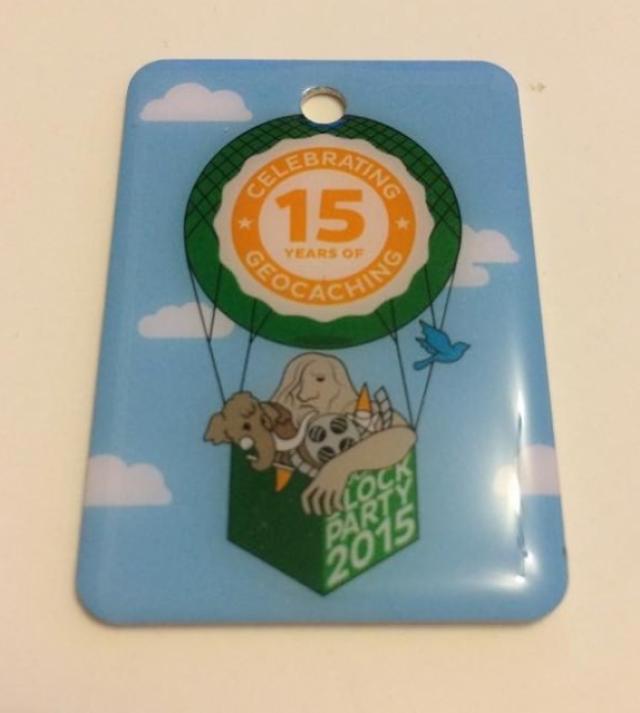 CELEBRATING
15
YEARS OF
GEOCACHING
LOCK
PARTY
2015